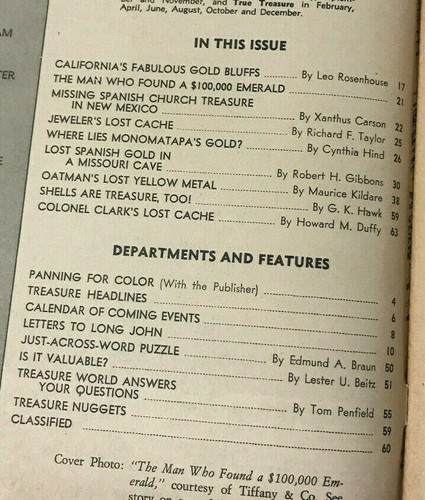 and November, and True Treasure in February,
April, June, August, October and December.
AM
TER
E
IN THIS ISSUE
CALIFORNIA'S FABULOUS GOLD BLUFFS By Leo Rosenhouse 17
THE MAN WHO FOUND A $100,000 EMERALD 21
MISSING SPANISH CHURCH TREASURE
IN NEW MEXICO By Xanthus Carson 22
JEWELER'S LOST CACHE By Richard F. Taylor 25
WHERE LIES MONOMATAPA'S GOLD? By Cynthia Hind 26
LOST SPANISH GOLD IN
A MISSOURI CAVE By Robert H. Gibbons 30
OATMAN'S LOST YELLOW METAL By Maurice Kildare 38
SHELLS ARE TREASURE, TOO! By G. K. Hawk 59
COLONEL CLARK'S LOST CACHE By Howard M. Duffy 63
DEPARTMENTS AND FEATURES
PANNING FOR COLOR (With the Publisher) 4
TREASURE HEADLINES 6
CALENDAR OF COMING EVENTS 8
LETTERS TO LONG JOHN 10
JUST-ACROSS-WORD PUZZLE By Edmund A. Braun 50
IS IT VALUABLE? By Lester U. Beitz 51
TREASURE WORLD ANSWERS
YOUR QUESTIONS By Tom Penfield 55
TREASURE NUGGETS 59
CLASSIFIED 60
Cover Photo: "The Man Who Found a $100,000 Em-
erald," courtesy of Tiffany & Co. See
story on